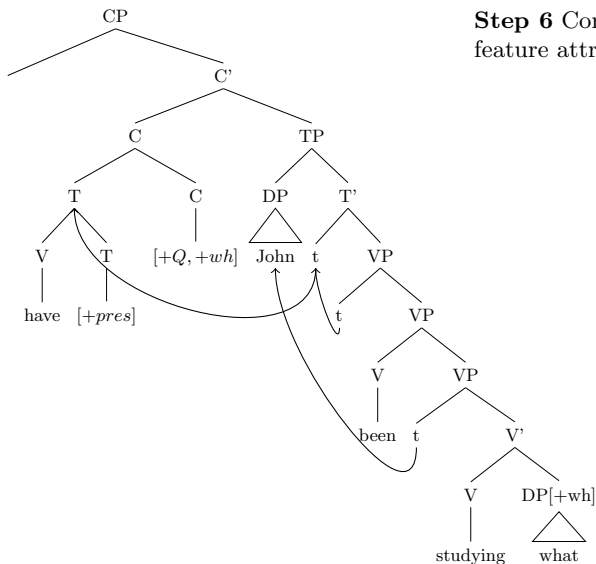 CP
Step 6 Con
feature attr
C'
C TP
T C DP T'
V T [+Q, +wh] John t VP
have [+pres] t VP
V VP
been t V'
V DP[+wh]
studying what